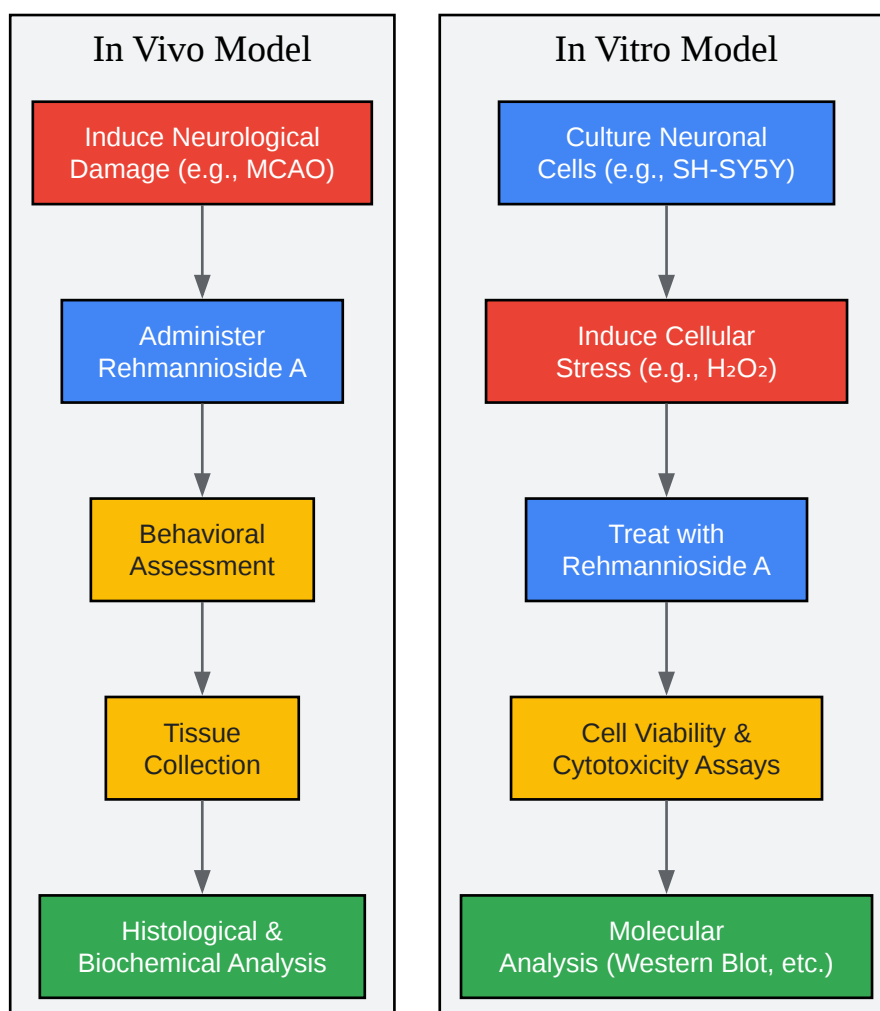 In Vivo Model
Induce Neurological
Damage (e.g., MCAO)
Administer
Rehmannioside A
Behavioral
Assessment
Tissue
Collection
Histological &
Biochemical Analysis
In Vitro Model
Culture Neuronal
Cells (e.g., SH-SY5Y)
Induce Cellular
Stress (e.g., H₂O₂)
Treat with
Rehmannioside A
Cell Viability &
Cytotoxicity Assays
Molecular
Analysis (Western Blot, etc.)